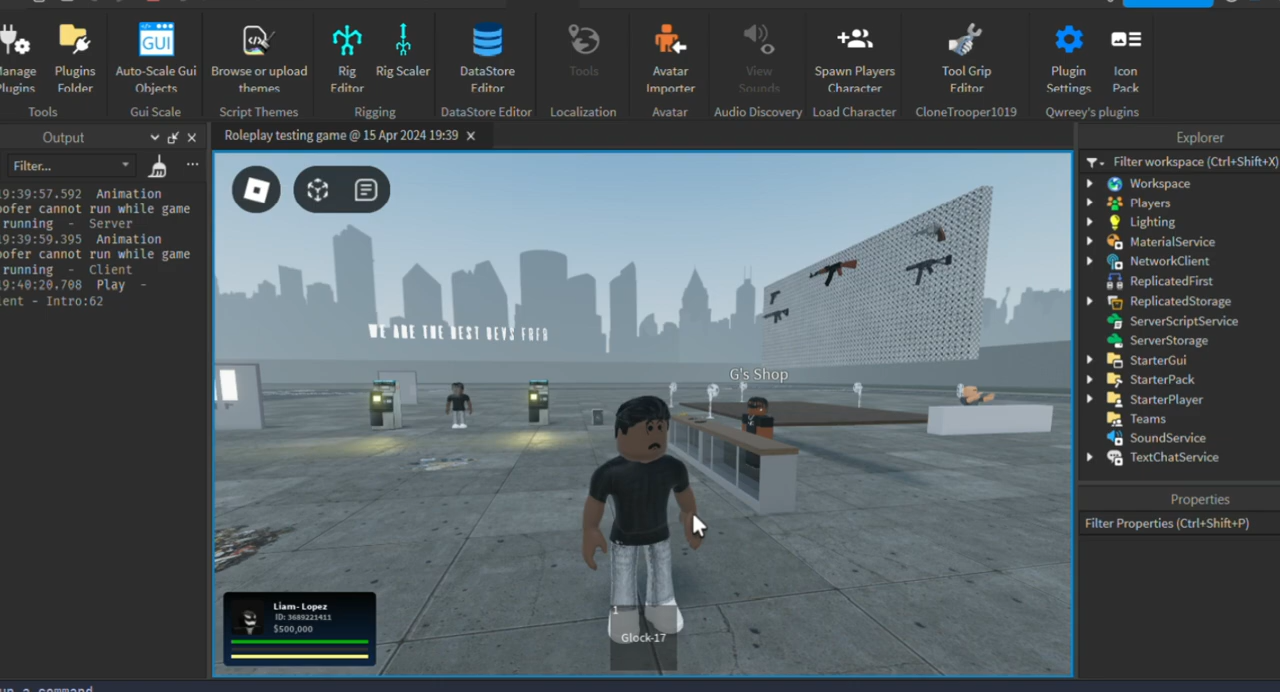 Manage Plugins
Plugins Folder
Auto-Scale Gui Objects
Browse or upload themes
Rig Editor
Rig Scaler
DataStore Editor
Tools
Avatar Importer
View Sounds
Spawn Players Character
Tool Grip Editor
Plugin Settings
Icon Pack
GUI
Tools
Gui Scale
Script Themes
Rigging
DataStore Editor
Localization
Avatar
Audio Discovery
Load Character
CloneTrooper1019
Qwreey's plugins
Output
Roleplay testing game @ 15 Apr 2024 19:39
Explorer
Filter...
Filter workspace (Ctrl+Shift+X)
19:39:57.592 Animation
oofer cannot run while game
running - Server
19:39:59.395 Animation
oofer cannot run while game
running - Client
19:40:20.708 Play -
ient - Intro:62
WE ARE THE BEST DEVS FRFR
G's Shop
Liam- Lopez
ID: 3689221411
$500,000
1
Glock-17
Workspace
Players
Lighting
MaterialService
NetworkClient
ReplicatedFirst
ReplicatedStorage
ServerScriptService
ServerStorage
StarterGui
StarterPack
StarterPlayer
Teams
SoundService
TextChatService
Properties
Filter Properties (Ctrl+Shift+P)
un a command